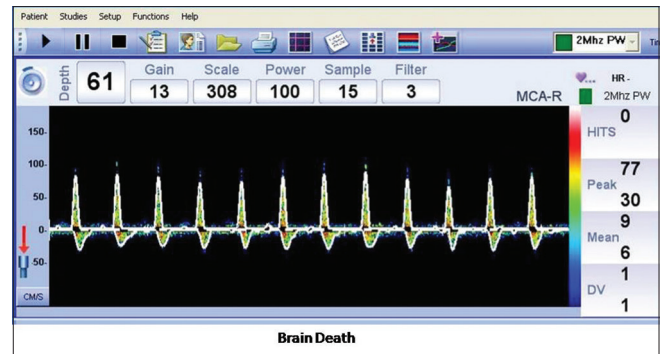 Patient Studies Setup Functions Help
2Mhz PW
Depth 61
Gain Scale Power Sample Filter
13 308 100 15 3
MCA-R
HR -
2Mhz PW
150-
100-
50-
0-
50-
CM/S
0
HITS
77
Peak
30
9
Mean
6
1
DV
1
Brain Death